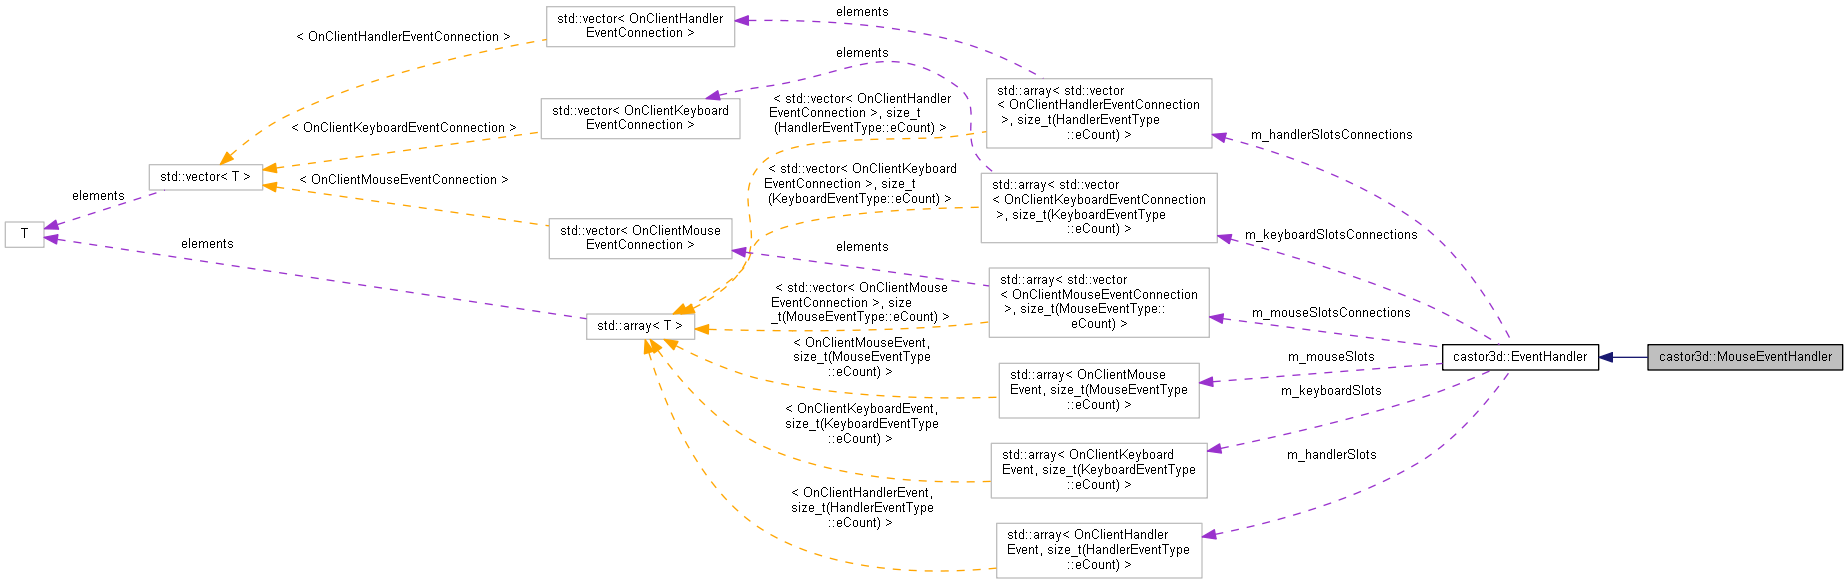 std::vector< OnClientHandler
EventConnection >
elements
< OnClientHandlerEventConnection >
elements
std::array< std::vector
< OnClientHandlerEventConnection
>, size_t(HandlerEventType
::eCount) >
< std::vector< OnClientHandler
EventConnection >, size_t
(HandlerEventType::eCount) >
std::vector< OnClientKeyboard
EventConnection >
< OnClientKeyboardEventConnection >
m_handlerSlotsConnections
std::vector< T >
< OnClientMouseEventConnection >
< std::vector< OnClientKeyboard
EventConnection >, size_t
(KeyboardEventType::eCount) >
std::array< std::vector
< OnClientKeyboardEventConnection
>, size_t(KeyboardEventType
::eCount) >
elements
T
elements
std::vector< OnClientMouse
EventConnection >
elements
m_keyboardSlotsConnections
std::array< std::vector
< OnClientMouseEventConnection
>, size_t(MouseEventType::
eCount) >
< std::vector< OnClientMouse
EventConnection >, size
_t(MouseEventType::eCount) >
m_mouseSlotsConnections
std::array< T >
< OnClientMouseEvent,
size_t(MouseEventType
::eCount) >
m_mouseSlots
castor3d::EventHandler
castor3d::MouseEventHandler
std::array< OnClientMouse
Event, size_t(MouseEventType
::eCount) >
m_keyboardSlots
< OnClientKeyboardEvent,
size_t(KeyboardEventType
::eCount) >
std::array< OnClientKeyboard
Event, size_t(KeyboardEventType
::eCount) >
m_handlerSlots
< OnClientHandlerEvent,
size_t(HandlerEventType
::eCount) >
std::array< OnClientHandler
Event, size_t(HandlerEventType
::eCount) >